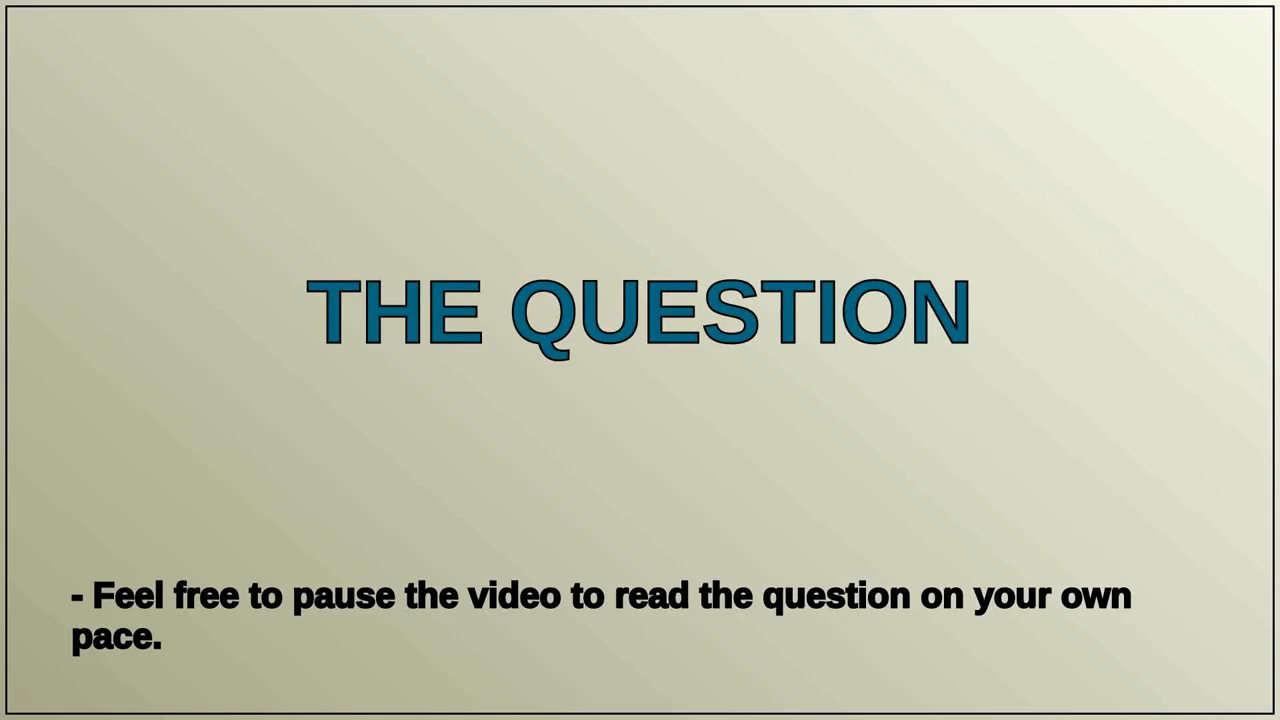 THE QUESTION
- Feel free to pause the video to read the question on your own
pace.